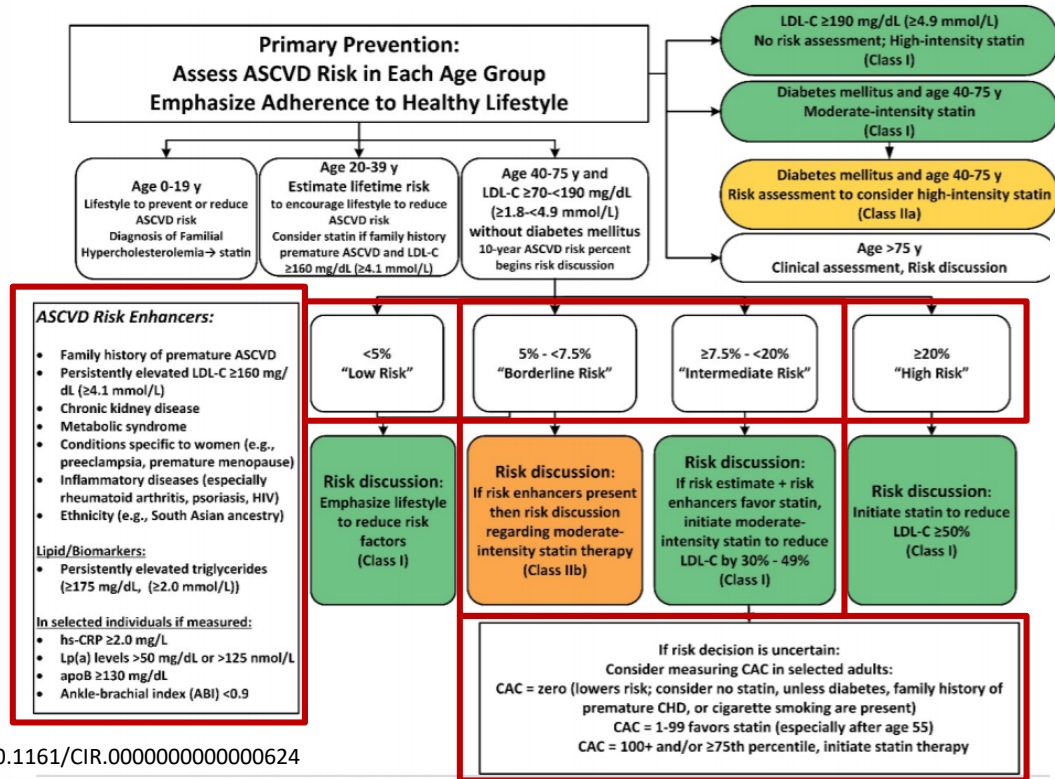 Primary Prevention:
Assess ASCVD Risk in Each Age Group
Emphasize Adherence to Healthy Lifestyle
LDL-C ≥190 mg/dL (≥4.9 mmol/L)
No risk assessment; High-intensity statin
(Class I)
Diabetes mellitus and age 40-75 y
Moderate-intensity statin
(Class I)
Diabetes mellitus and age 40-75 y
Risk assessment to consider high-intensity statin
(Class IIa)
Age >75 y
Clinical assessment, Risk discussion
Age 0-19 y
Lifestyle to prevent or reduce
ASCVD risk
Diagnosis of Familial
Hypercholesterolemia→ statin
Age 20-39 y
Estimate lifetime risk
to encourage lifestyle to reduce
ASCVD risk
Consider statin if family history
premature ASCVD and LDL-C
≥160 mg/dL (≥4.1 mmol/L)
Age 40-75 y and
LDL-C ≥70-<190 mg/dL
(≥1.8-<4.9 mmol/L)
without diabetes mellitus
10-year ASCVD risk percent
begins risk discussion
ASCVD Risk Enhancers:
• Family history of premature ASCVD
• Persistently elevated LDL-C ≥160 mg/
dL (≥4.1 mmol/L)
• Chronic kidney disease
• Metabolic syndrome
• Conditions specific to women (e.g.,
preeclampsia, premature menopause)
• Inflammatory diseases (especially
rheumatoid arthritis, psoriasis, HIV)
• Ethnicity (e.g., South Asian ancestry)
Lipid/Biomarkers:
• Persistently elevated triglycerides
(≥175 mg/dL, (≥2.0 mmol/L))
In selected individuals if measured:
• hs-CRP ≥2.0 mg/L
• Lp(a) levels >50 mg/dL or >125 nmol/L
• apoB ≥130 mg/dL
• Ankle-brachial index (ABI) <0.9
<5%
“Low Risk”
5% - <7.5%
“Borderline Risk”
≥7.5% - <20%
“Intermediate Risk”
≥20%
“High Risk”
Risk discussion:
Emphasize lifestyle
to reduce risk
factors
(Class I)
Risk discussion:
If risk enhancers present
then risk discussion
regarding moderate-
intensity statin therapy
(Class IIb)
Risk discussion:
If risk estimate + risk
enhancers favor statin,
initiate moderate-
intensity statin to reduce
LDL-C by 30% - 49%
(Class I)
Risk discussion:
Initiate statin to reduce
LDL-C ≥50%
(Class I)
If risk decision is uncertain:
Consider measuring CAC in selected adults:
CAC = zero (lowers risk; consider no statin, unless diabetes, family history of
premature CHD, or cigarette smoking are present)
CAC = 1-99 favors statin (especially after age 55)
CAC = 100+ and/or ≥75th percentile, initiate statin therapy
0.1161/CIR.0000000000000624